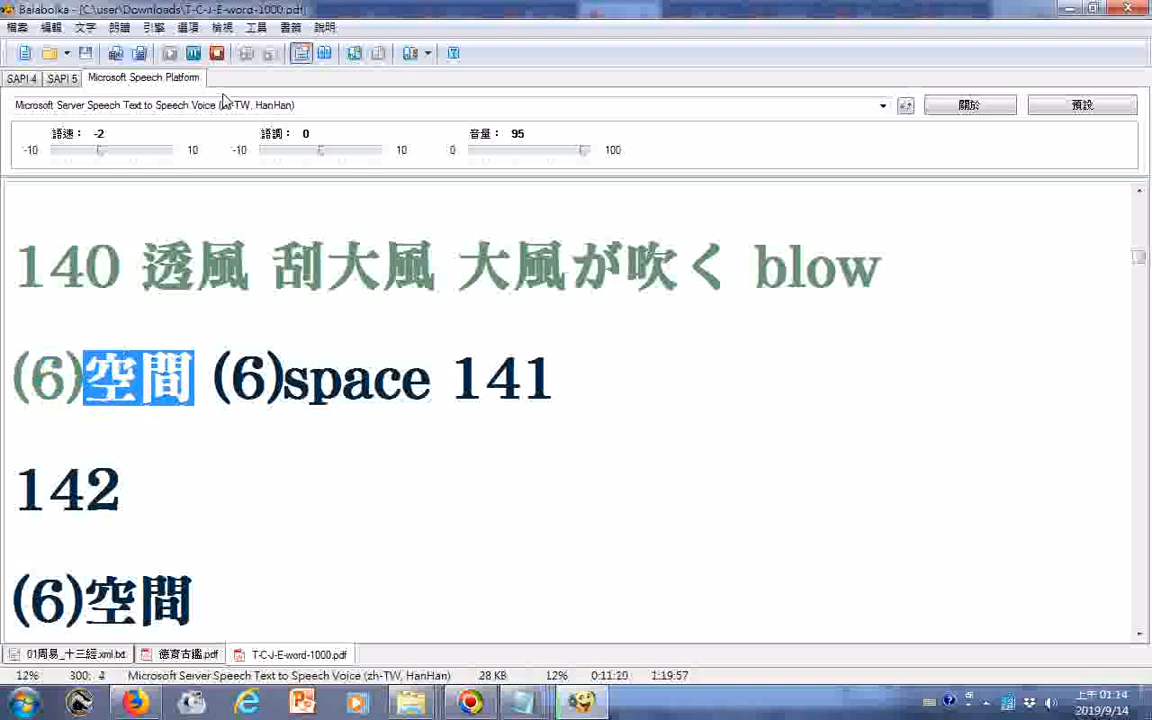 Balabolka - [C:\user\Downloads\T-C-J-E-word-1000.pdf]
檔案 編輯 文字 朗讀 引擎 選項 檢視 工具 書籤 說明
SAPI 4 SAPI 5 Microsoft Speech Platform
Microsoft Server Speech Text to Speech Voice (zh-TW, HanHan) 關於 預設
語速： -2 語調： 0 音量： 95
-10 10 -10 10 0 100
140 透風 刮大風 大風が吹く blow
(6)空間 (6)space 141
142
(6)空間
01周易_十三經.xml.txt 德育古鑑.pdf T-C-J-E-word-1000.pdf
12% 300: 4 Microsoft Server Speech Text to Speech Voice (zh-TW, HanHan) 28 KB 12% 0:11:20 1:19:57
上午 01:14
2019/9/14